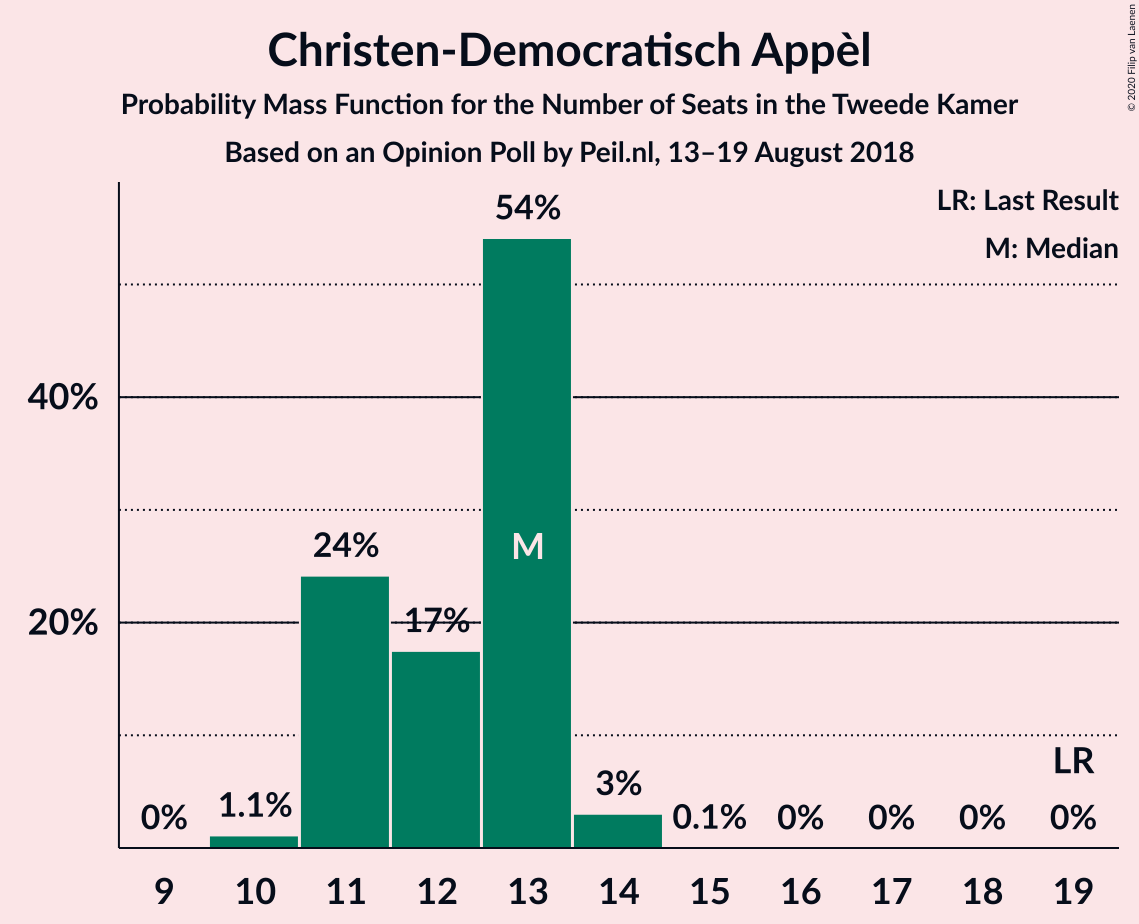 Christen-Democratisch Appèl
Probability Mass Function for the Number of Seats in the Tweede Kamer
Based on an Opinion Poll by Peil.nl, 13–19 August 2018
© 2020 Filip van Laenen
LR: Last Result
M: Median
54%
40%
M
24%
20%
17%
LR
0%
1.1%
3%
0.1%
0%
0%
0%
0%
9 10 11 12 13 14 15 16 17 18 19